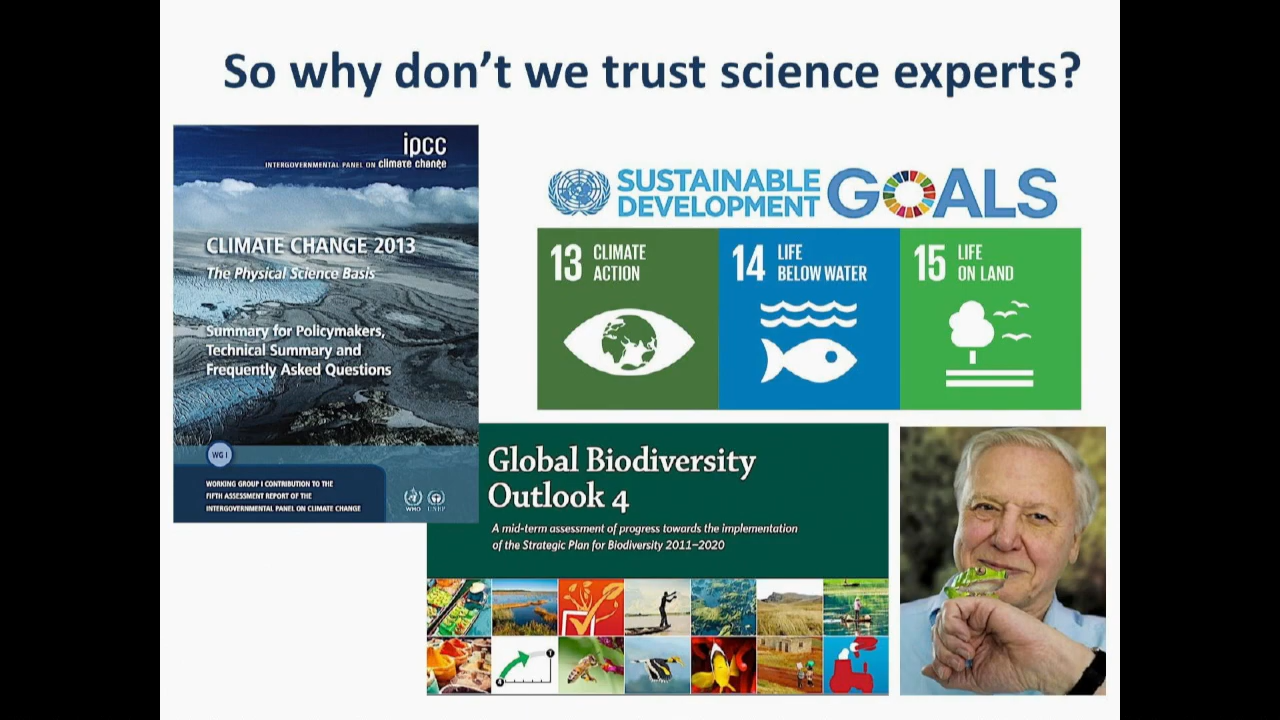 So why don't we trust science experts?
ipcc
INTERGOVERNMENTAL PANEL ON climate change
CLIMATE CHANGE 2013
The Physical Science Basis
Summary for Policymakers,
Technical Summary and
Frequently Asked Questions
WG I
WORKING GROUP I CONTRIBUTION TO THE
FIFTH ASSESSMENT REPORT OF THE
INTERGOVERNMENTAL PANEL ON CLIMATE CHANGE
SUSTAINABLE
DEVELOPMENT
GOALS
13 CLIMATE
ACTION
14 LIFE
BELOW WATER
15 LIFE
ON LAND
Global Biodiversity
Outlook 4
A mid-term assessment of progress towards the implementation
of the Strategic Plan for Biodiversity 2011–2020